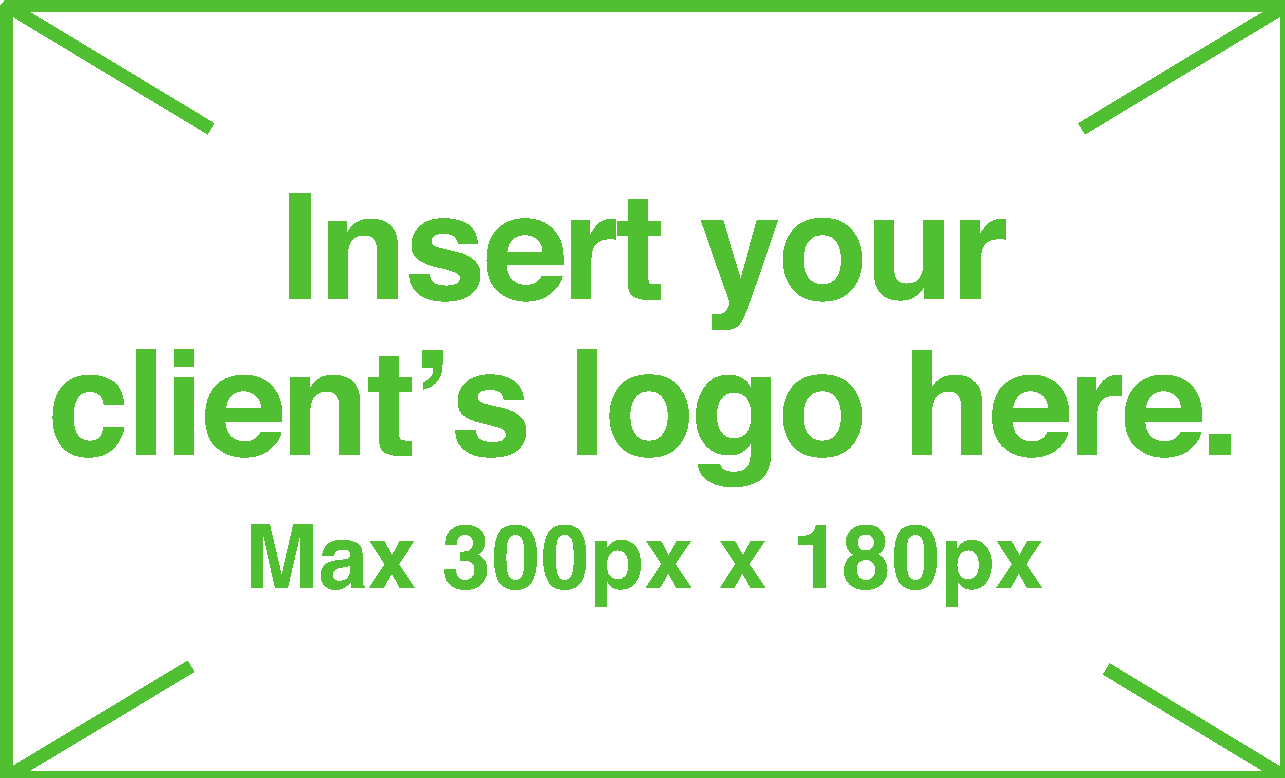 Insert your
client’s logo here.
Max 300px x 180px